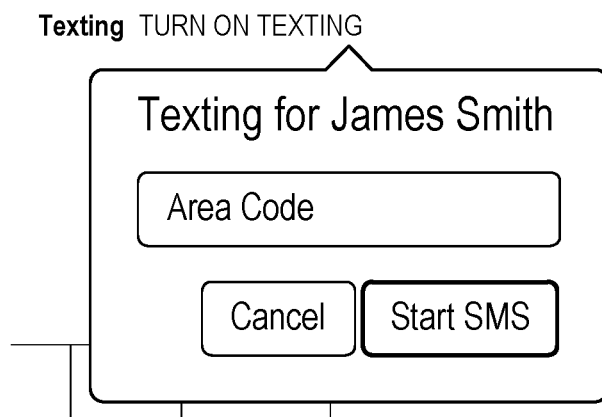 Texting TURN ON TEXTING
Texting for James Smith
Area Code
Cancel Start SMS